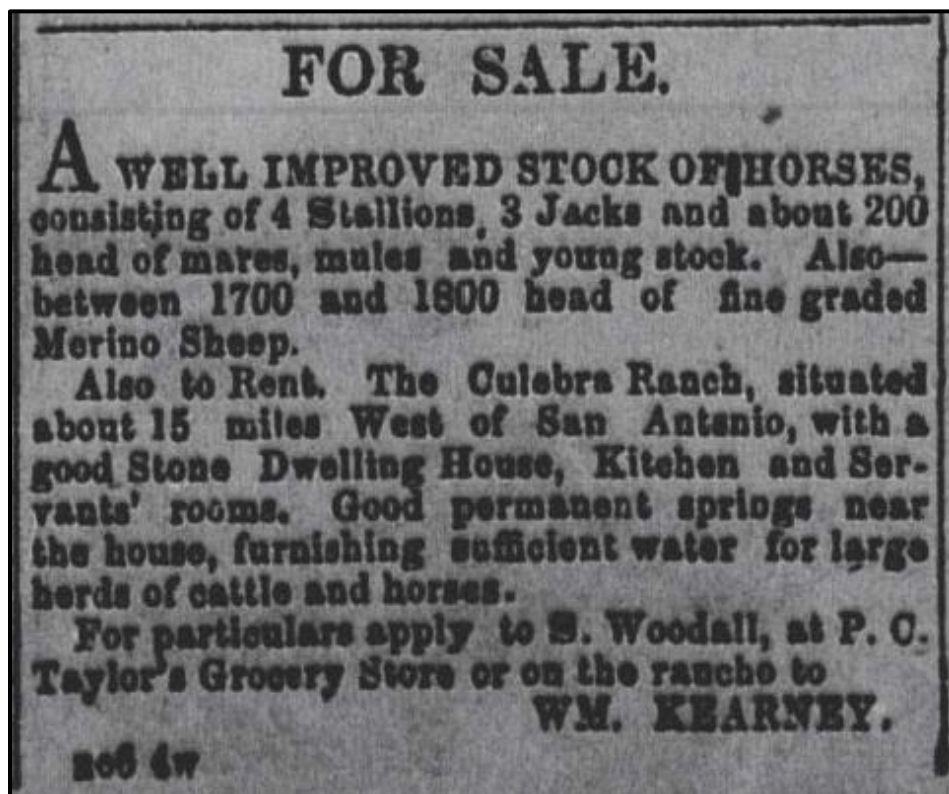 FOR SALE.
A WELL IMPROVED STOCK OF HORSES,
consisting of 4 Stallions, 3 Jacks and about 200
head of mares, mules and young stock. Also—
between 1700 and 1800 head of fine graded
Merino Sheep.
Also to Rent. The Culebra Ranch, situated
about 15 miles West of San Antonio, with a
good Stone Dwelling House, Kitchen and Ser-
vants' rooms. Good permanent springs near
the house, furnishing sufficient water for large
herds of cattle and horses.
For particulars apply to S. Woodall, at P. C.
Taylor's Grocery Store or on the rancho to
WM. KEARNEY.
no6 4w